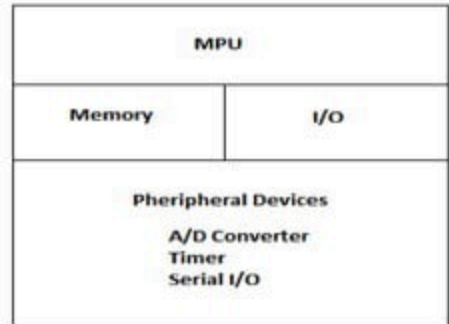 MPU
Memory I/O
Pheripheral Devices
A/D Converter
Timer
Serial I/O